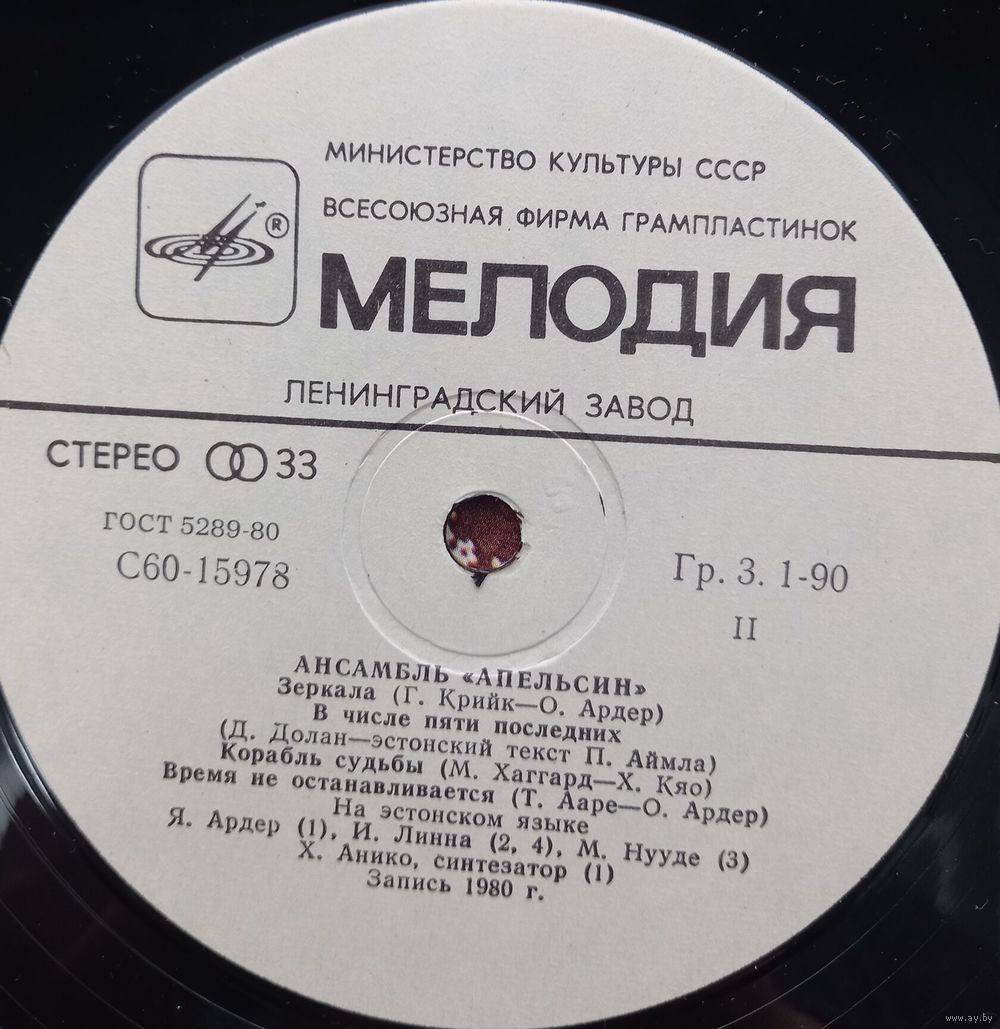 МИНИСТЕРСТВО КУЛЬТУРЫ СССР
ВСЕСОЮЗНАЯ ФИРМА ГРАМПЛАСТИНОК
®
МЕЛОДИЯ
ЛЕНИНГРАДСКИЙ ЗАВОД
СТЕРЕО 33
ГОСТ 5289-80
С60-15978
Гр. 3. 1-90
II
АНСАМБЛЬ «АПЕЛЬСИН»
Зеркала (Г. Крийк—О. Ардер)
В числе пяти последних
(Д. Долан—эстонский текст П. Аймла)
Корабль судьбы (М. Хаггард—Х. Кяо)
Время не останавливается (Т. Ааре—О. Ардер)
На эстонском языке
Я. Ардер (1), И. Линна (2, 4), М. Нууде (3)
Х. Анико, синтезатор (1)
Запись 1980 г.
www.ay.by